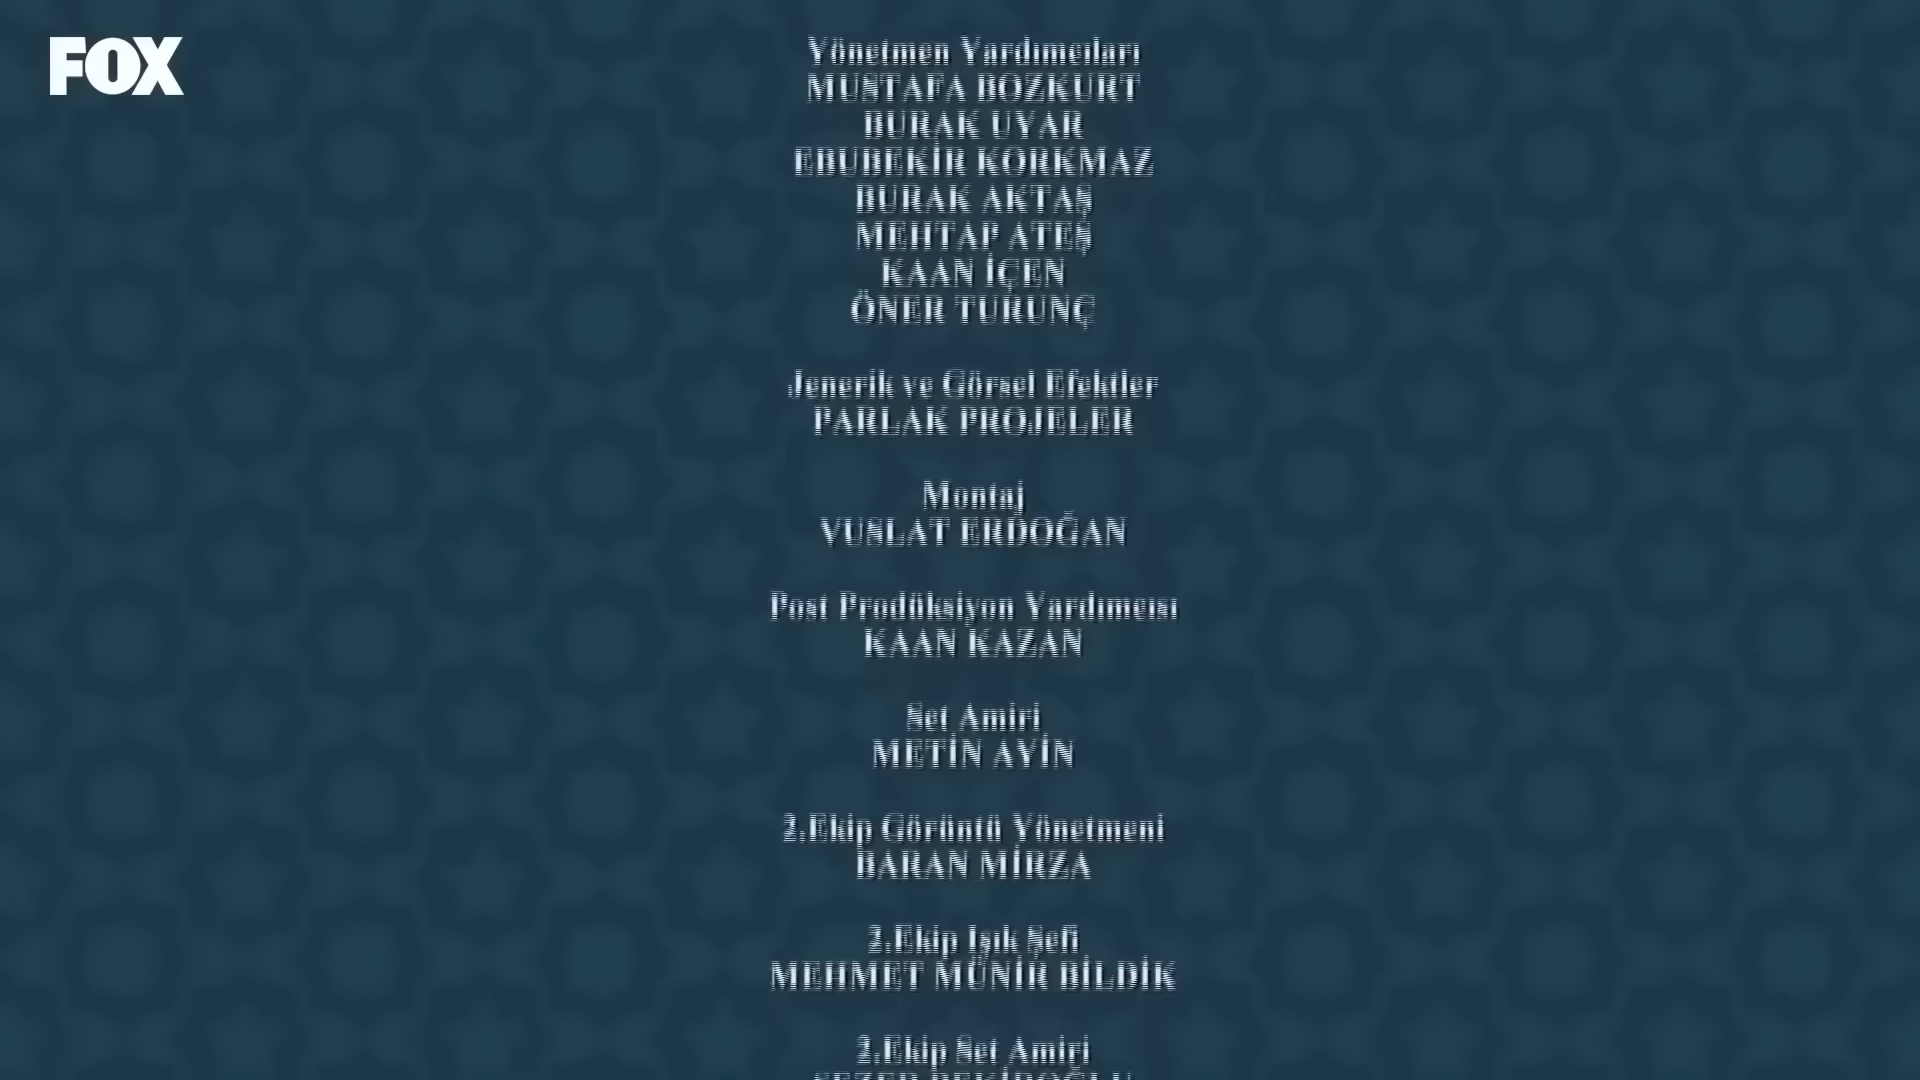 FOX
Yönetmen Yardımcıları
MUSTAFA BOZKURT
BURAK UYAR
EBUBEKİR KORKMAZ
BURAK AKTAŞ
MEHTAP ATEŞ
KAAN İÇEN
ÖNER TURUNÇ
Jenerik ve Görsel Efektler
PARLAK PROJELER
Montaj
VUSLAT ERDOĞAN
Post Prodüksiyon Yardımcısı
KAAN KAZAN
Set Amiri
METİN AYİN
2.Ekip Görüntü Yönetmeni
BARAN MİRZA
2.Ekip Işık Şefi
MEHMET MÜNİR BİLDİK
2.Ekip Set Amiri